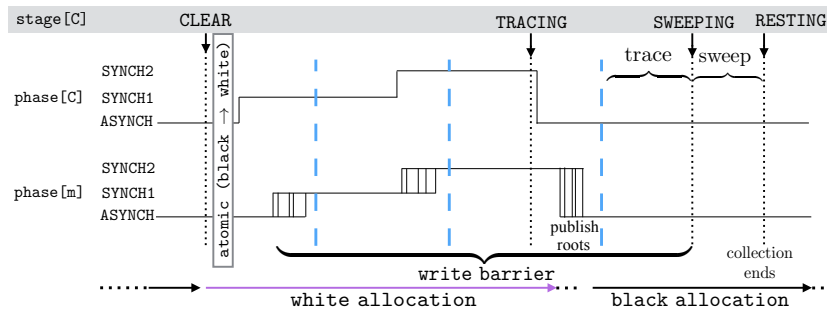 stage[C] CLEAR TRACING SWEEPING RESTING
atomic (black → white)
trace sweep
SYNCH2
phase[C] SYNCH1
ASYNCH
SYNCH2
phase[m] SYNCH1
ASYNCH
publish
roots
collection
ends
write barrier
white allocation black allocation